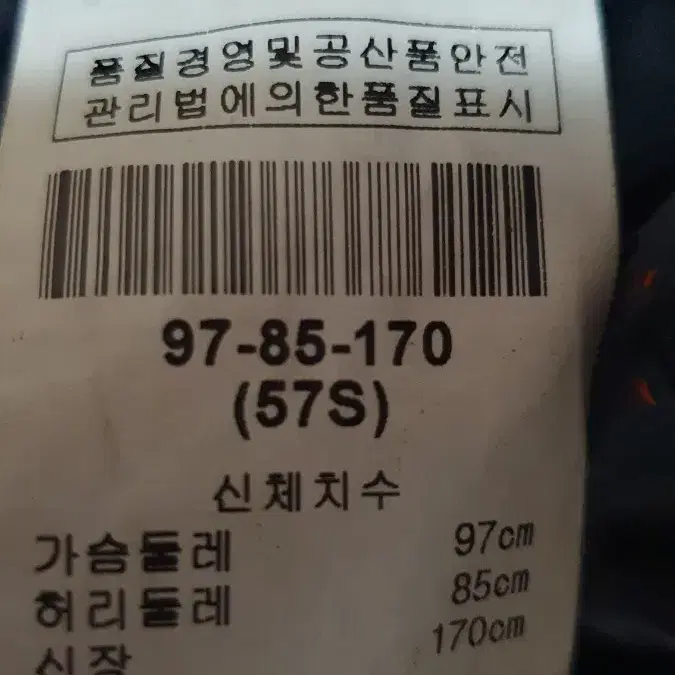 품질경영및공산품안전
관리법에의한품질표시
97-85-170
(57S)
신체치수
가슴둘레 97cm
허리둘레 85cm
신장 170cm